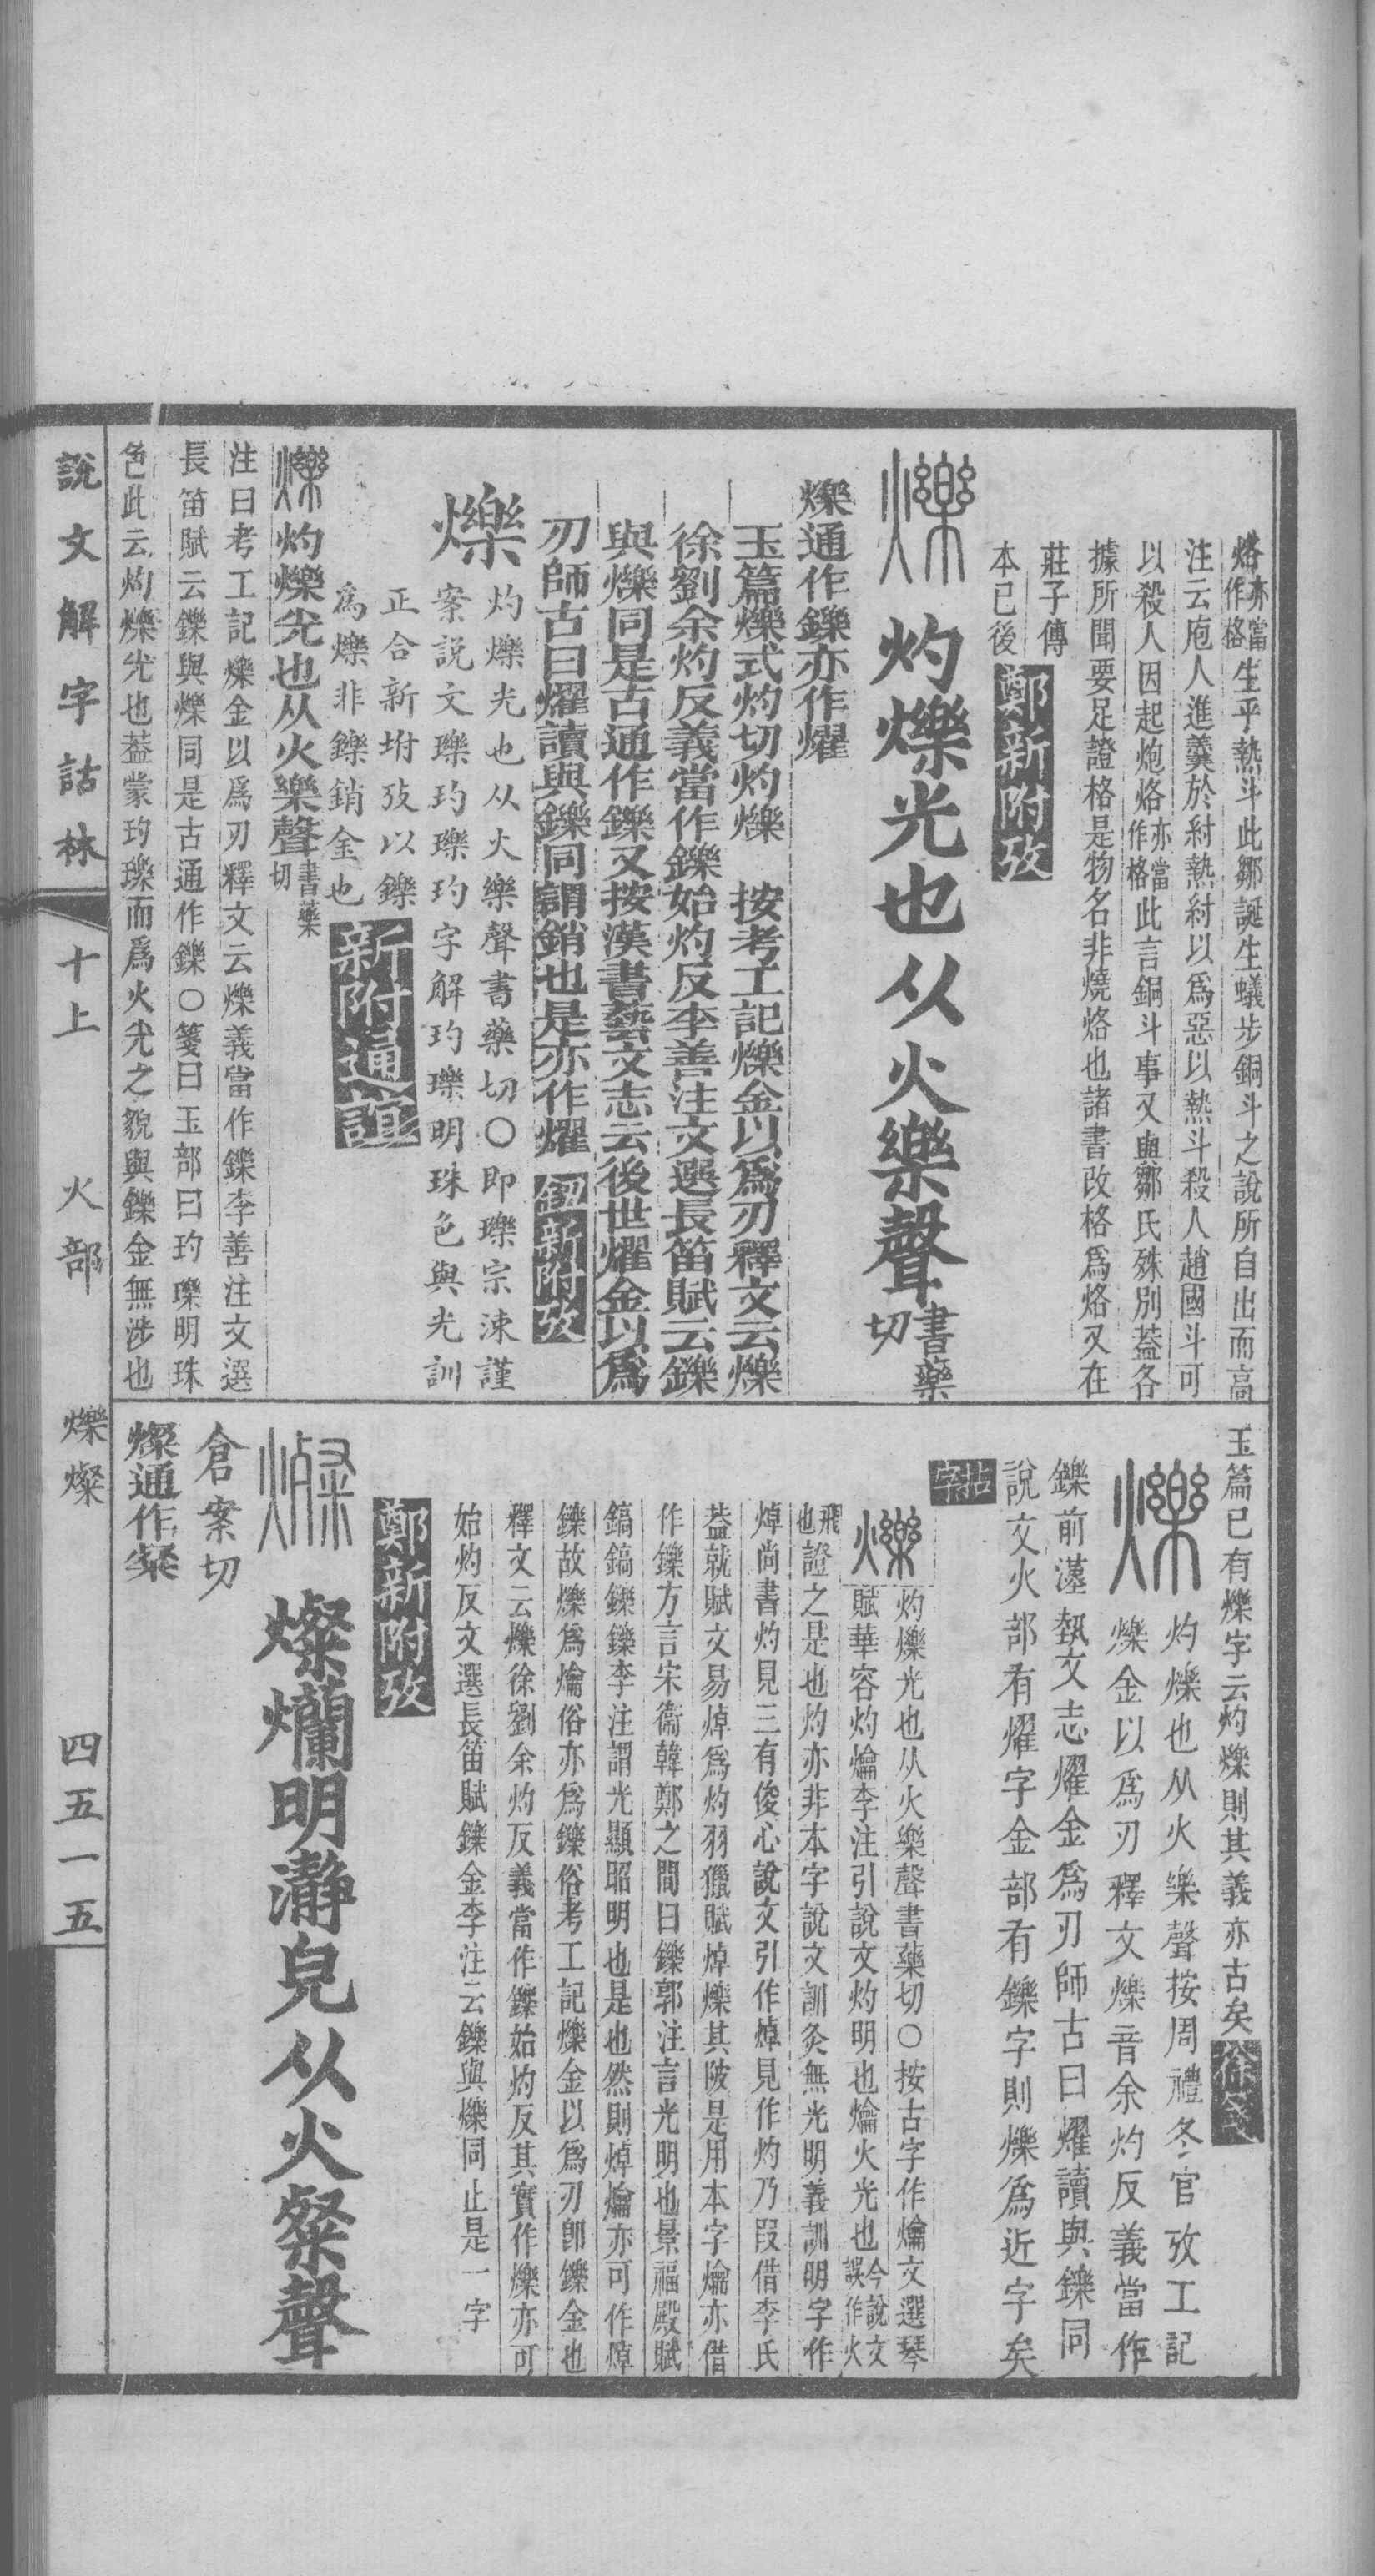 烙亦當作格生乎熱斗此鄒誕生蟻步銅斗之說所自出而高
注云庖人進羹於紂熱紂以爲惡以熱斗殺人趙國斗可
以殺人因起炮烙亦當作格此言銅斗事又與鄒氏殊別葢各
據所聞要足證格是物名非燒烙也諸書改格爲烙又在
莊子傳
本已後
鄭新附攷
爍
灼爍光也从火樂聲書藥切
爍通作鑠亦作燿
玉篇爍式灼切灼爍 按考工記爍金以爲刃釋文云爍
徐劉余灼反義當作鑠始灼反李善注文選長笛賦云鑠
與爍同是古通作鑠又按漢書藝文志云後世燿金以爲
刃師古曰燿讀與鑠同謂銷也是亦作燿
鈕新附攷
爍
灼爍光也从火樂聲書藥切〇即瓅宗涑謹
案說文瓅玓瓅玓字解玓瓅明珠色與光訓
正合新坿攷以鑠
爲爍非鑠銷金也
新附通誼
爍灼爍光也从火樂聲書藥切
注曰考工記爍金以爲刃釋文云爍義當作鑠李善注文選
長笛賦云鑠與爍同是古通作鑠〇箋曰玉部曰玓瓅明珠
色此云灼爍光也葢蒙玓瓅而爲火光之貌與鑠金無涉也
玉篇已有爍字云灼爍則其義亦古矣
徐箋
爍
灼爍也从火樂聲按周禮冬官攷工記
爍金以爲刃釋文爍音余灼反義當作
鑠前漢埶文志燿金爲刃師古曰燿讀與鑠同
說文火部有燿字金部有鑠字則爍爲近字矣
拈字
爍
灼爍光也从火樂聲書藥切〇按古字作爚文選琴
賦華容灼爚李注引說文灼明也爚火光也今說文誤作火
飛也證之是也灼亦非本字說文訓灸無光明義訓明字作
焯尚書灼見三有俊心說文引作焯見作灼乃叚借李氏
葢就賦文易焯爲灼羽獵賦焯爍其陂是用本字爚亦借
作鑠方言宋衞韓鄭之間曰鑠郭注言光明也景福殿賦
鎬鎬鑠鑠李注謂光顯昭明也是也然則焯爚亦可作焯
鑠故爍爲爚俗亦爲鑠俗考工記爍金以爲刃卽鑠金也
釋文云爍徐劉余灼反義當作鑠始灼反其實作爍亦可
始灼反文選長笛賦鑠金李注云鑠與爍同止是一字
鄭新附攷
燦
燦爛明瀞皃从火粲聲
倉案切
燦通作粲
說文解字詁林 十上 火部 爍燦 四五一五